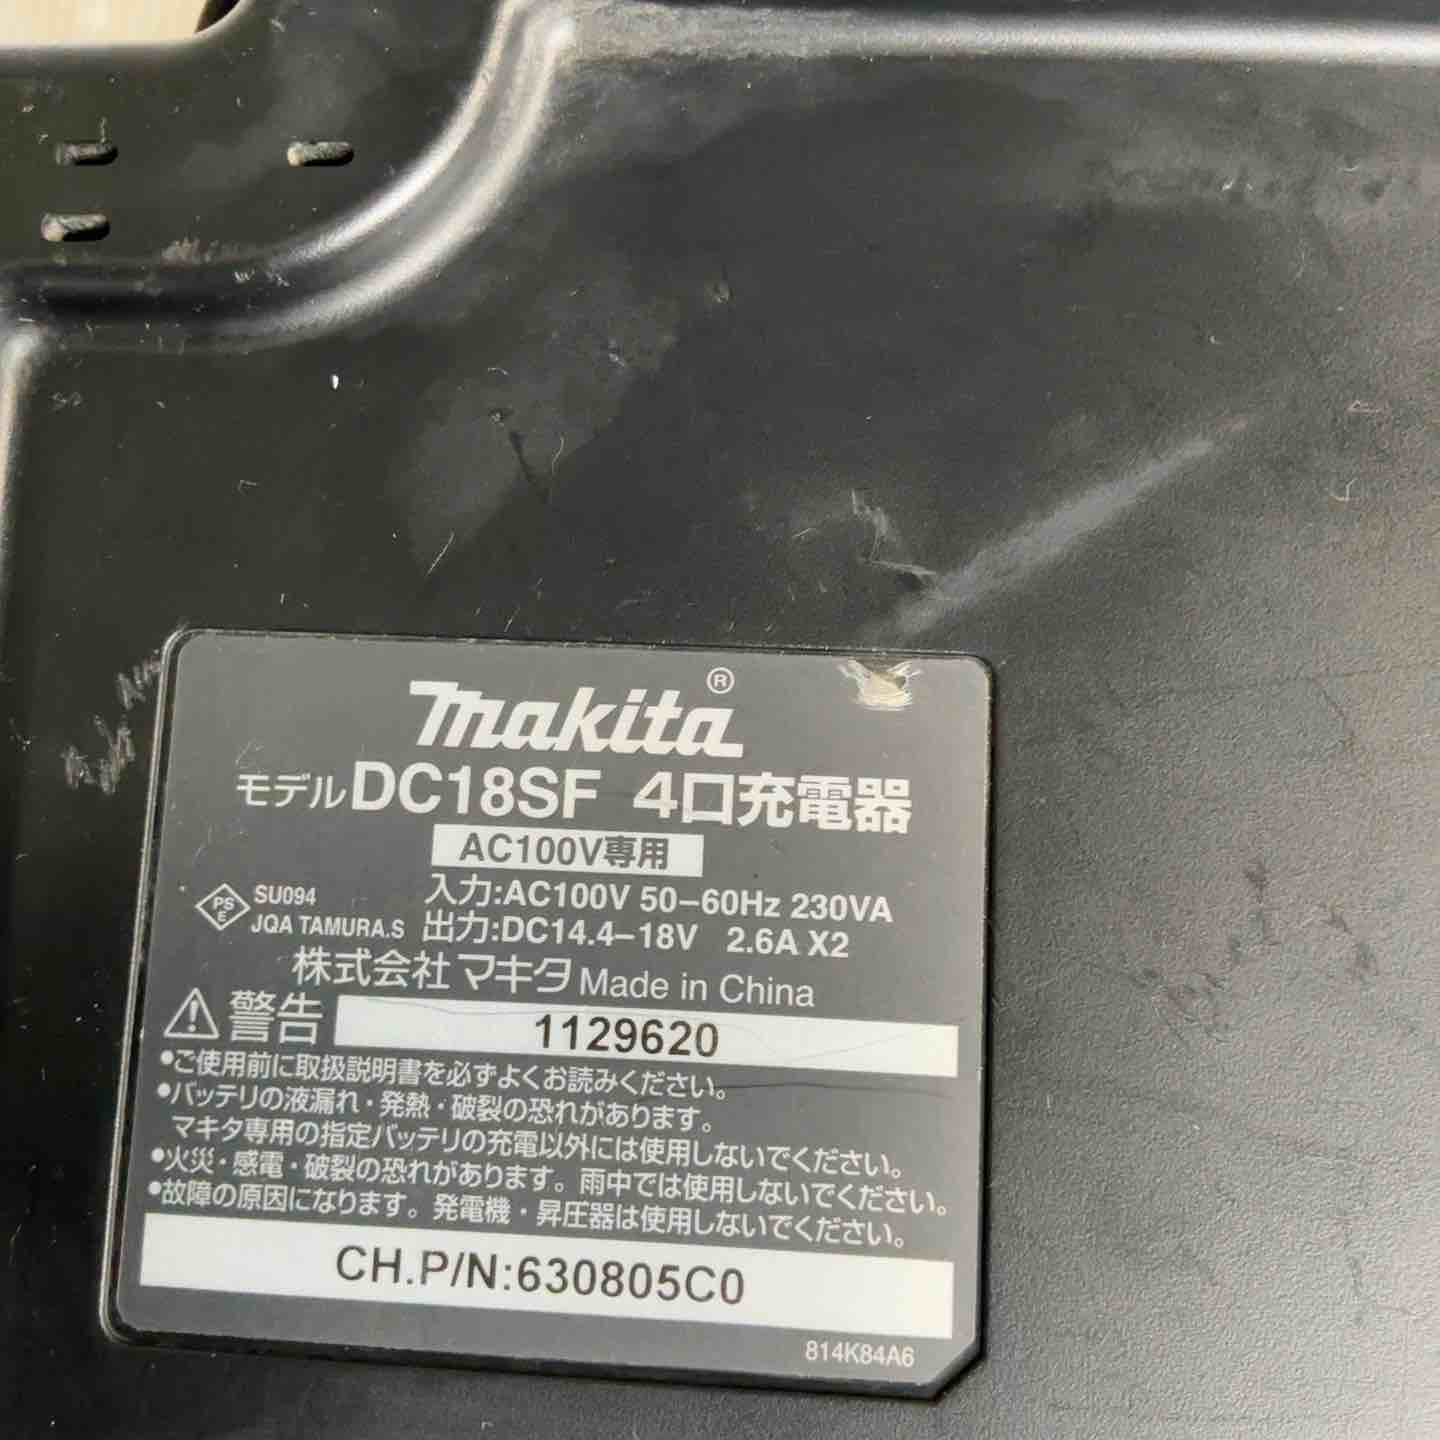 makita®
モデルDC18SF 4口充電器
AC100V専用
入力:AC100V 50-60Hz 230VA
出力:DC14.4-18V 2.6A X2
PSE
SU094
JQA TAMURA.S
株式会社マキタ Made in China
警告 1129620
•ご使用前に取扱説明書を必ずよくお読みください。
•バッテリの液漏れ・発熱・破裂の恐れがあります。
マキタ専用の指定バッテリの充電以外には使用しないでください。
•火災・感電・破裂の恐れがあります。雨中では使用しないでください。
•故障の原因になります。発電機・昇圧器は使用しないでください。
CH.P/N:630805C0
814K84A6